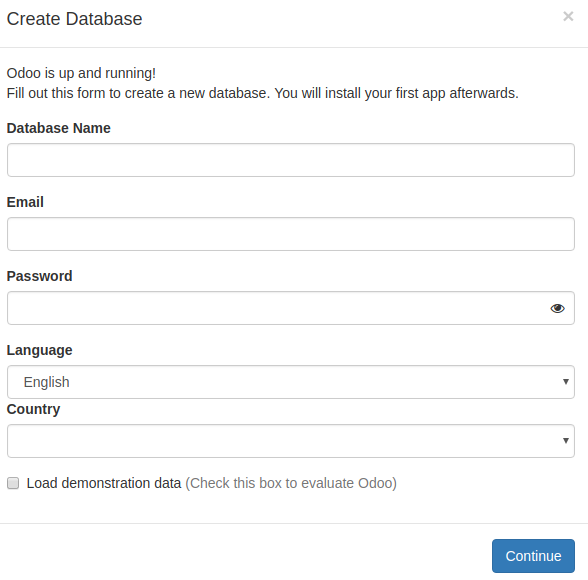 Create Database
×
Odoo is up and running!
Fill out this form to create a new database. You will install your first app afterwards.
Database Name
Email
Password
Language
English
Country
Load demonstration data (Check this box to evaluate Odoo)
Continue